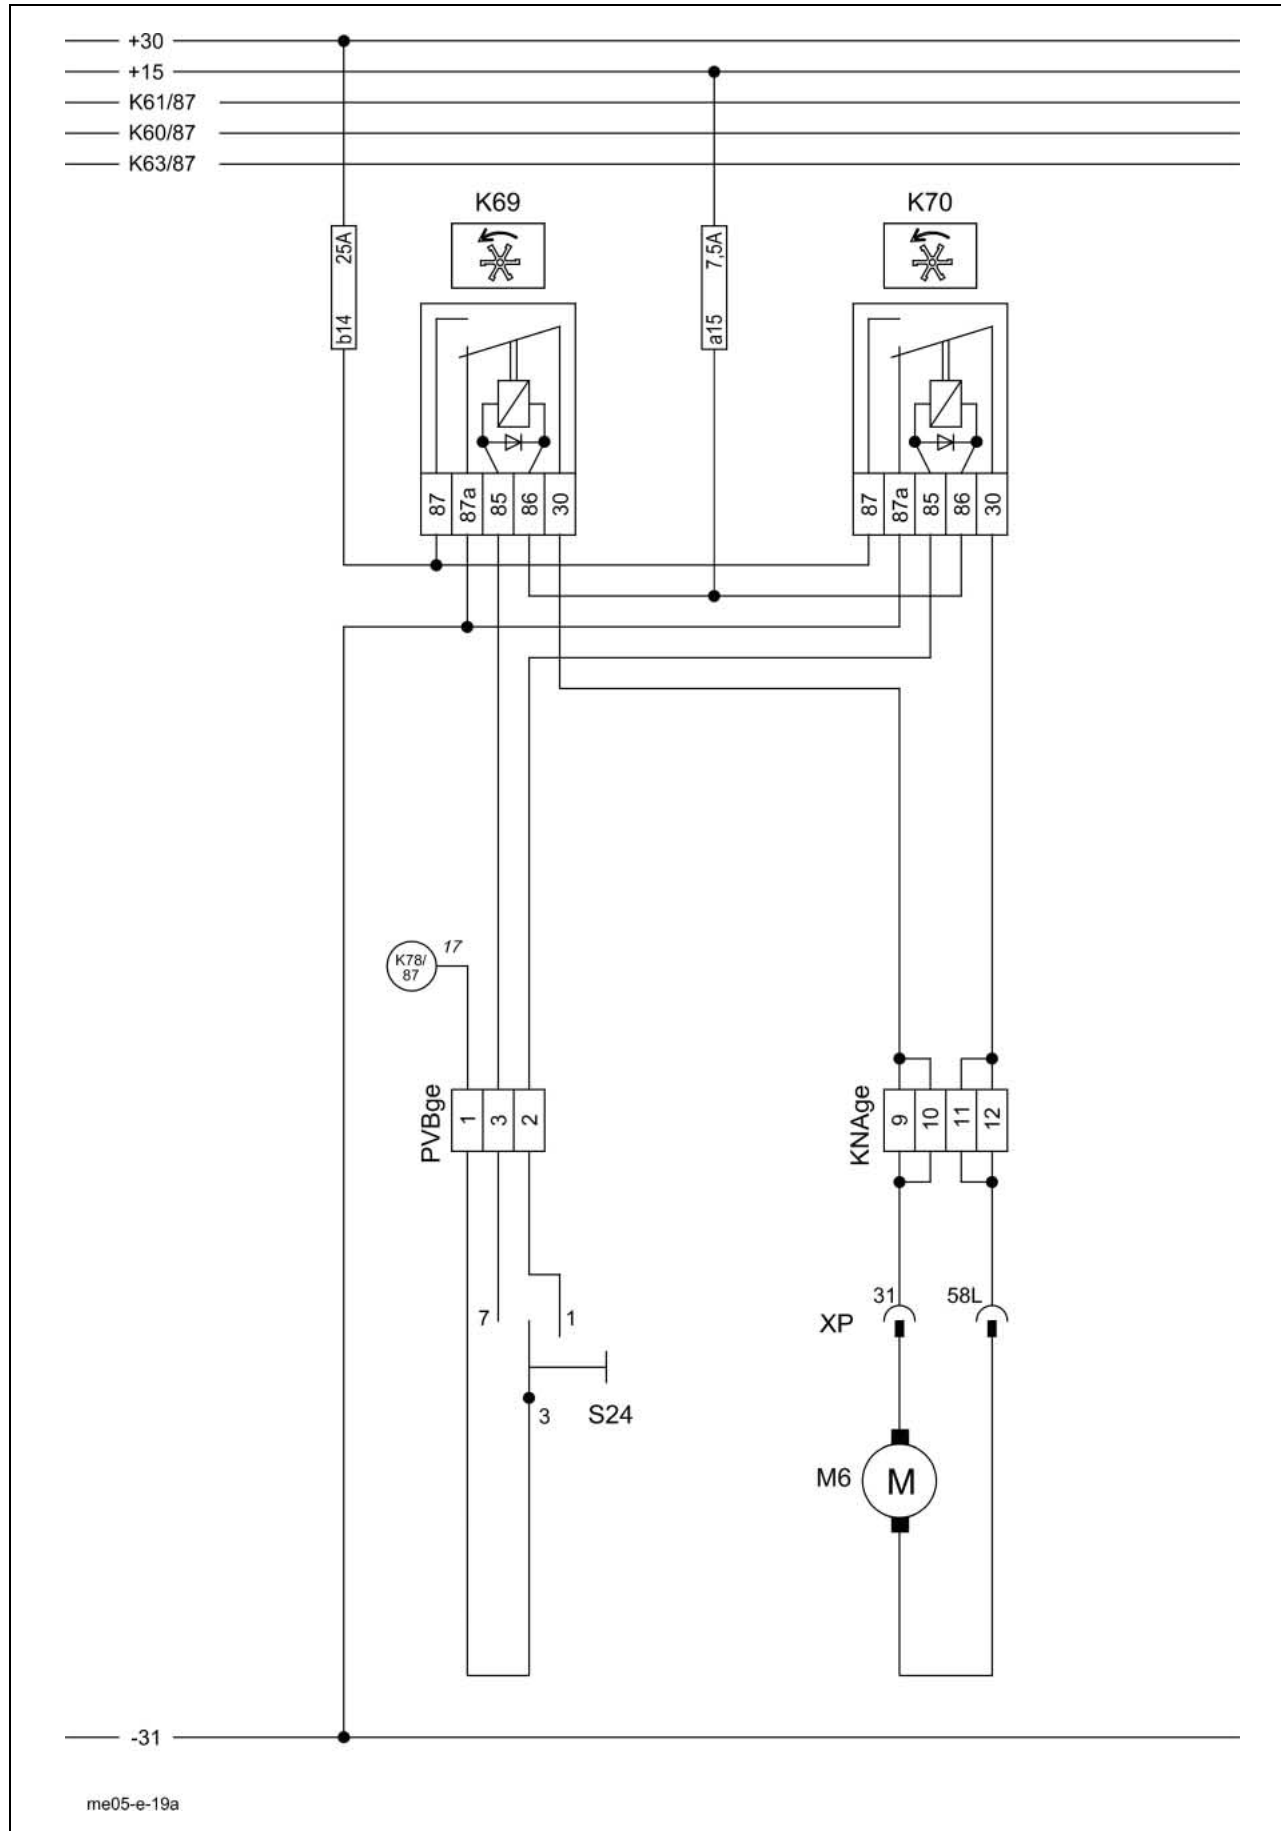 +30
+15
K61/87
K60/87
K63/87
K69
K70
25A
b14
7,5A
a15
87
87a
85
86
30
87
87a
85
86
30
K78/
87
17
PVBge
1
3
2
KNAge
9
10
11
12
7
1
31
58L
XP
3
S24
M6
M
-31
me05-e-19a